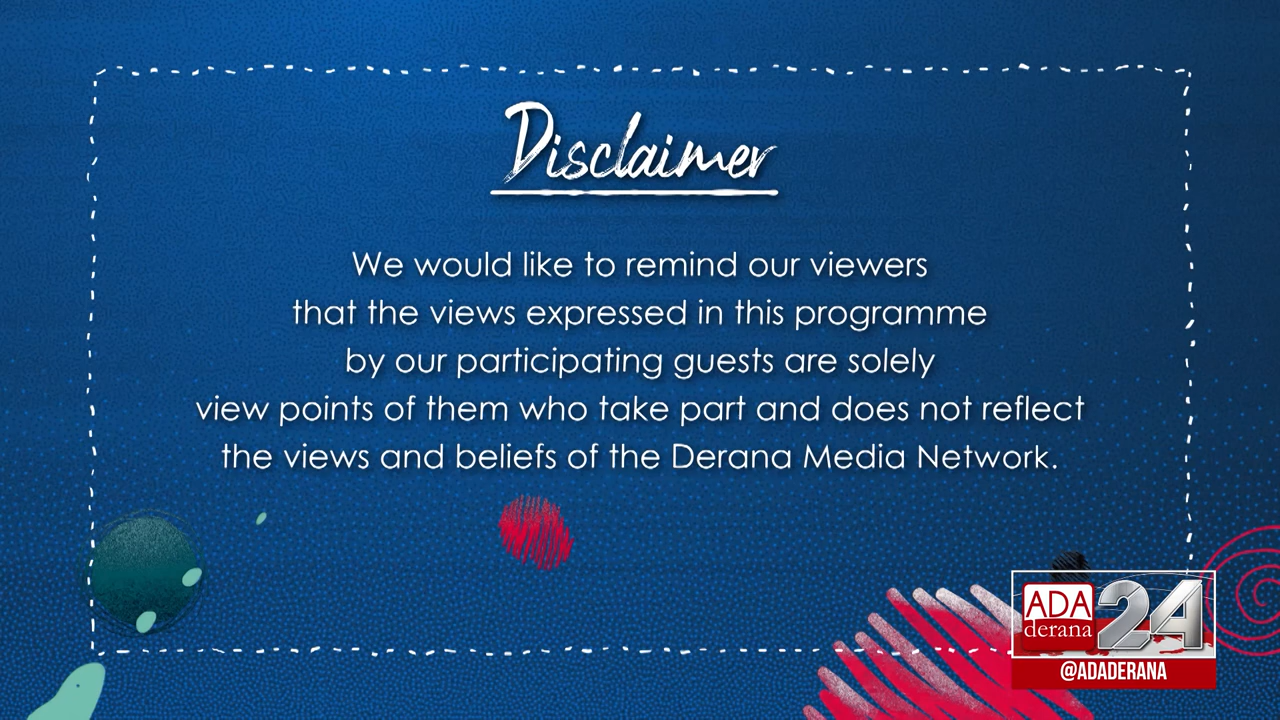 Disclaimer
We would like to remind our viewers
that the views expressed in this programme
by our participating guests are solely
view points of them who take part and does not reflect
the views and beliefs of the Derana Media Network.
ADA
derana
24
@ADADERANA